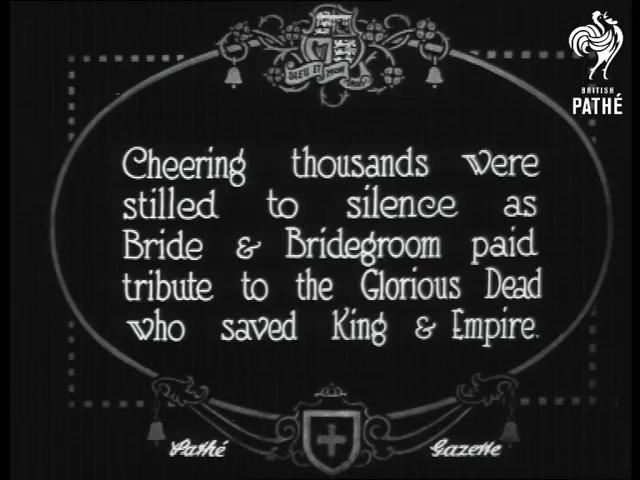 DIEU ET MON
BRITISH
PATHÉ
Cheering thousands were
stilled to silence as
Bride & Bridegroom paid
tribute to the Glorious Dead
who saved King & Empire.
Pathé Gazette